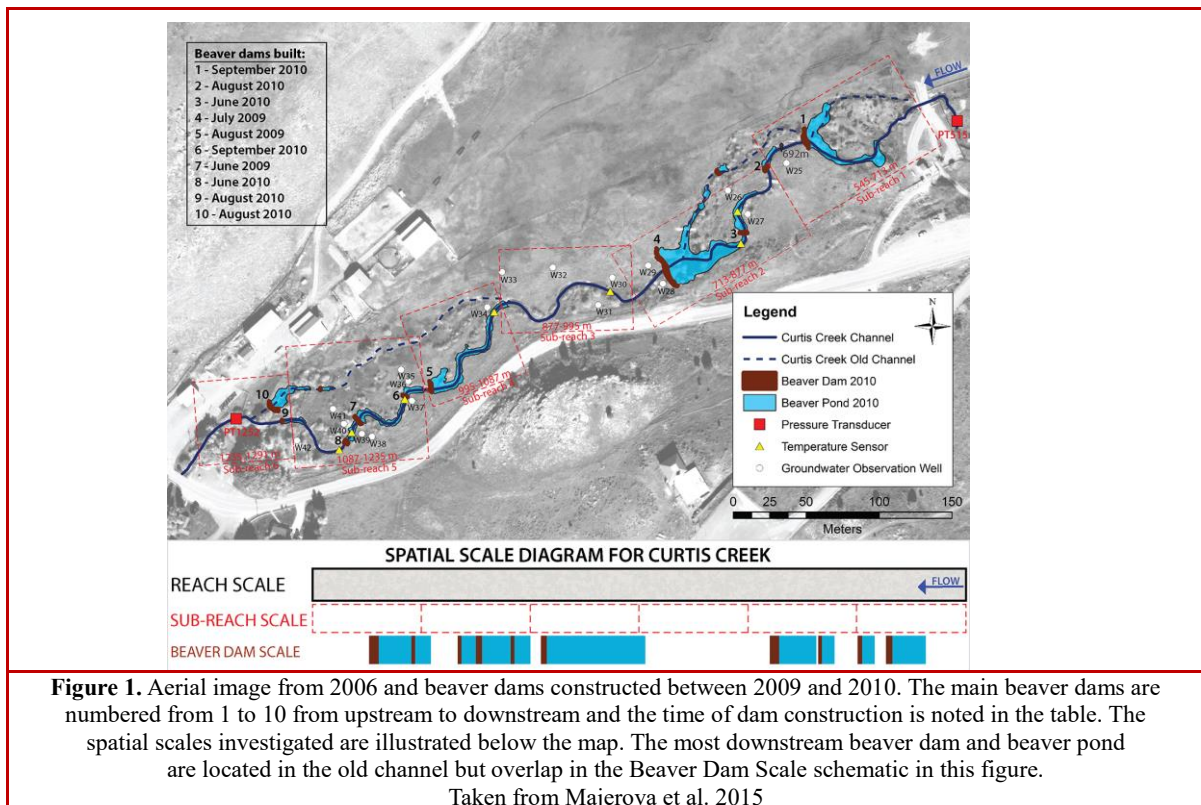 Beaver dams built:
1 - September 2010
2 - August 2010
3 - June 2010
4 - July 2009
5 - August 2009
6 - September 2010
7 - June 2009
8 - June 2010
9 - August 2010
10 - August 2010
FLOW
PT515
1
692m
2
W25
545-713 m
Sub-reach 1
W26
W27
3
4
W29
W28
713-877 m
Sub-reach 2
W33
W32
W30
W31
877-995 m
Sub-reach 3
W34
995-1087 m
5
W35
W36
6
W37
10
9
7
W41
W40
W39
W38
8
W42
1087-1235 m
Sub-reach 5
Legend
N
Curtis Creek Channel
Curtis Creek Old Channel
Beaver Dam 2010
Beaver Pond 2010
Pressure Transducer
Temperature Sensor
Groundwater Observation Well
0 25 50 100 150
Meters
SPATIAL SCALE DIAGRAM FOR CURTIS CREEK
REACH SCALE
FLOW
SUB-REACH SCALE
BEAVER DAM SCALE
Figure 1. Aerial image from 2006 and beaver dams constructed between 2009 and 2010. The main beaver dams are
numbered from 1 to 10 from upstream to downstream and the time of dam construction is noted in the table. The
spatial scales investigated are illustrated below the map. The most downstream beaver dam and beaver pond
are located in the old channel but overlap in the Beaver Dam Scale schematic in this figure.
Taken from Majerova et al. 2015